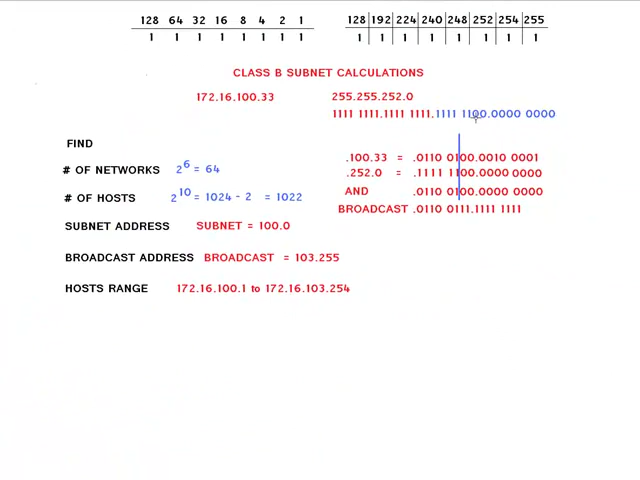 128 64 32 16 8 4 2 1
1 1 1 1 1 1 1 1
128 192 224 240 248 252 254 255
1 1 1 1 1 1 1 1
CLASS B SUBNET CALCULATIONS
172.16.100.33 255.255.252.0
1111 1111.1111 1111.1111 1100.0000 0000
FIND
# OF NETWORKS 2^6 = 64
# OF HOSTS 2^10 = 1024 - 2 = 1022
SUBNET ADDRESS SUBNET = 100.0
BROADCAST ADDRESS BROADCAST = 103.255
HOSTS RANGE 172.16.100.1 to 172.16.103.254
.100.33 = .0110 0100.0010 0001
.252.0 = .1111 1100.0000 0000
AND .0110 0100.0000 0000
BROADCAST .0110 0111.1111 1111